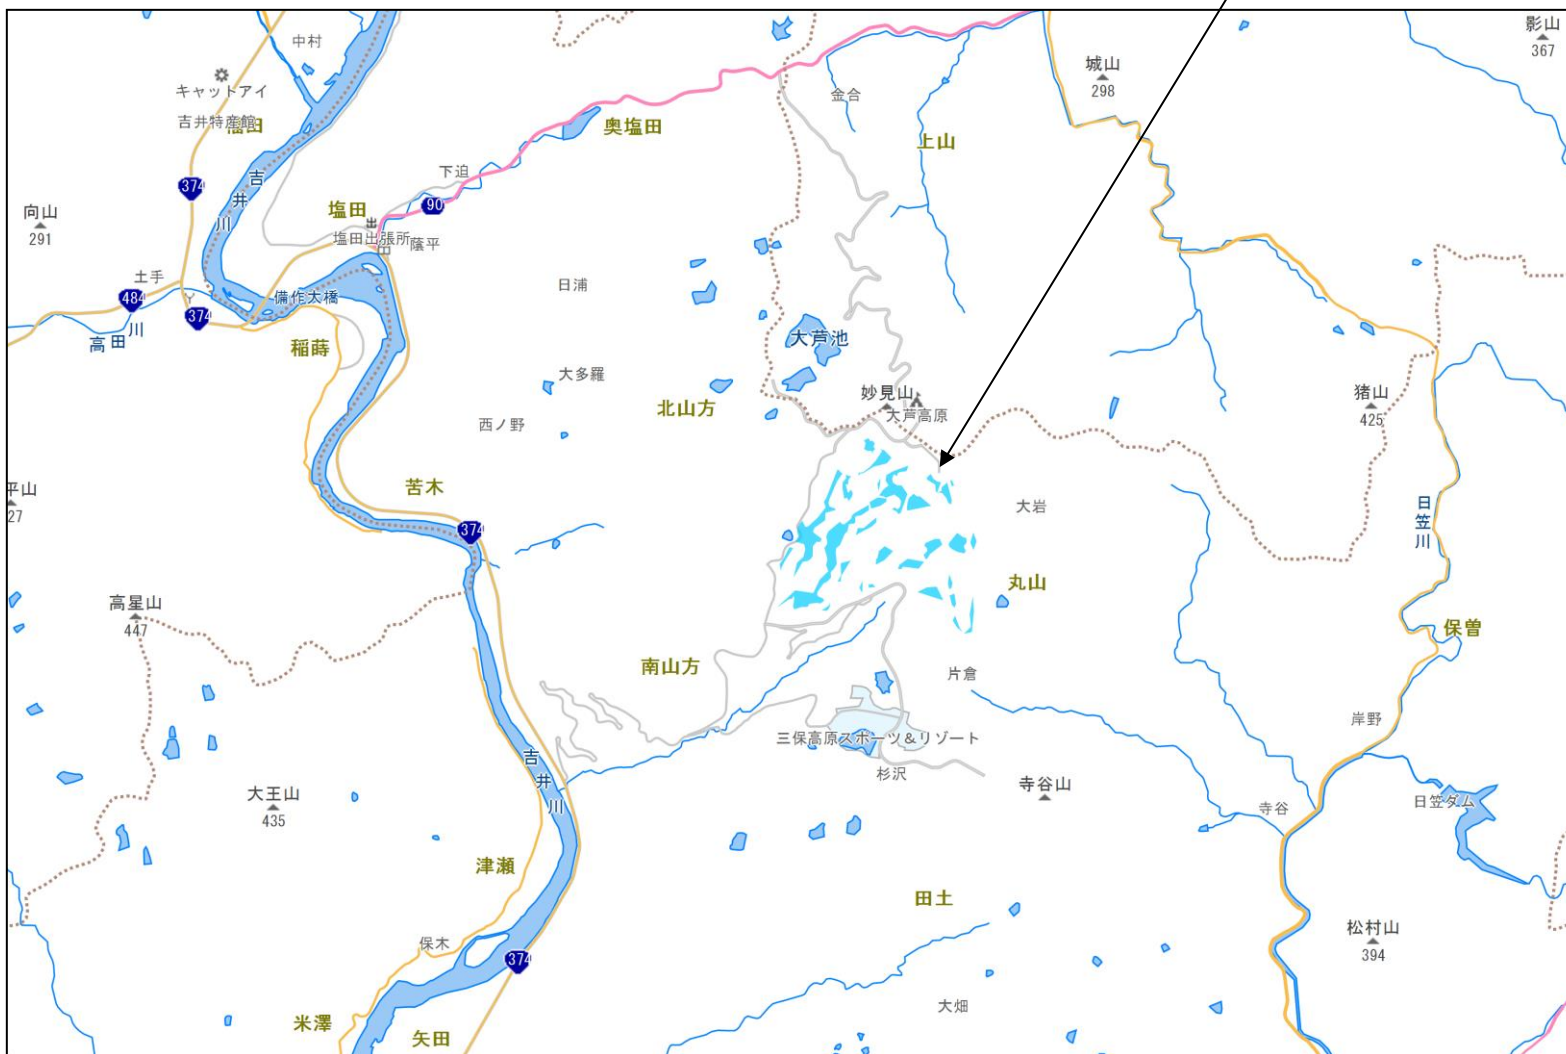 影山
367
中村
城山
298
キャットアイ
金合
吉井特産館
福田
奥塩田
上山
下迫
374
吉井川
90
塩田
向山
291
塩田出張所
蔭平
土手
日浦
484
備作大橋
374
高田川
大芦池
稲蒔
大多羅
妙見山
猪山
425
北山方
大芦高原
西ノ野
苦木
平山
27
大岩
日笠川
374
丸山
高星山
447
保曽
南山方
片倉
岸野
三保高原スポーツ&リゾート
吉井川
杉沢
寺谷山
大王山
435
日笠ダム
寺谷
津瀬
田土
松村山
394
保木
374
大畑
米澤
矢田